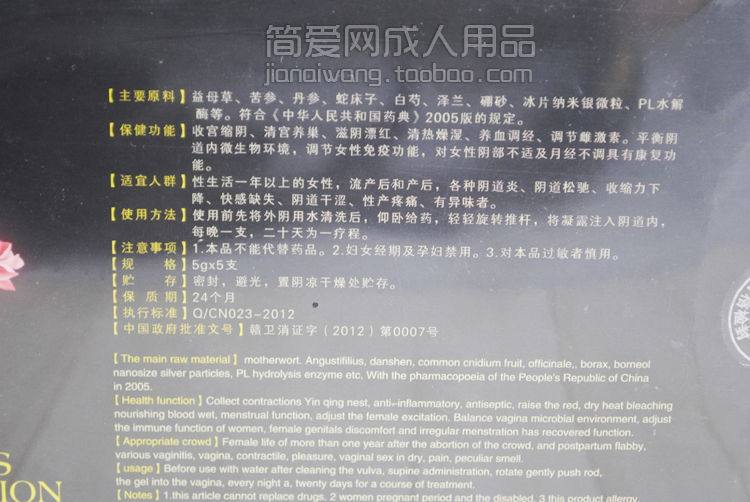 简爱网成人用品
jianaiwang.taobao.com
【主要原料】益母草、苦参、丹参、蛇床子、白芍、泽兰、硼砂、冰片纳米银微粒、PL水解
酶等。符合《中华人民共和国药典》2005版的规定。
【保健功能】收宫缩阴、清宫养巢、滋阴漂红、清热燥湿、养血调经、调节雌激素。平衡阴
道内微生物环境，调节女性免疫功能，对女性阴部不适及月经不调具有康复功
能。
【适宜人群】性生活一年以上的女性，流产后和产后，各种阴道炎、阴道松驰、收缩力下
降、快感缺失、阴道干涩、性产疼痛、有异味者。
【使用方法】使用前先将外阴用水清洗后，仰卧给药，轻轻旋转推杆，将凝露注入阴道内，
每晚一支，二十天为一疗程。
【注意事项】1.本品不能代替药品。2.妇女经期及孕妇禁用。3.对本品过敏者慎用。
【规 格】5gx5支
【贮 存】密封，避光，置阴凉干燥处贮存。
【保 质 期】24个月
【执行标准】Q/CN023-2012
【中国政府批准文号】赣卫消证字（2012）第0007号
【The main raw material】motherwort. Angustifilius, danshen, common cnidium fruit, officinale,, borax, borneol
nanosize silver particles, PL hydrolysis enzyme etc. With the pharmacopoeia of the People's Republic of China
in 2005.
【Health function】Collect contractions Yin qing nest, anti-inflammatory, antiseptic, raise the red, dry heat bleaching
nourishing blood wet, menstrual function, adjust the female excitation. Balance vagina microbial environment, adjust
the immune function of women, female genitals discomfort and irregular menstration has recovered function.
【Appropriate crowd】Female life of more than one year after the abortion of the crowd, and postpartum flabby,
various vaginitis, vagina, contractile, pleasure, vaginal sex in dry, pain, peculiar smell.
【usage】Before use with water after cleaning the vulva, supine administration, rotate gently push rod,
the gel into the vagina, every night a, twenty days for a course of treatment.
【Notes】1.this article cannot replace drugs. 2 women pregnant period and the disabled. 3 this product allergy.
S
ION